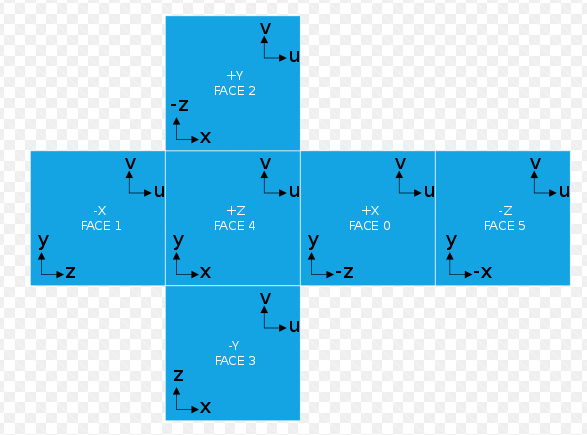 v
u
+Y
FACE 2
-z
x
v
u
-X
FACE 1
y
z
v
u
+Z
FACE 4
y
x
v
u
+X
FACE 0
y
-z
v
u
-Z
FACE 5
y
-x
v
u
-Y
FACE 3
z
x